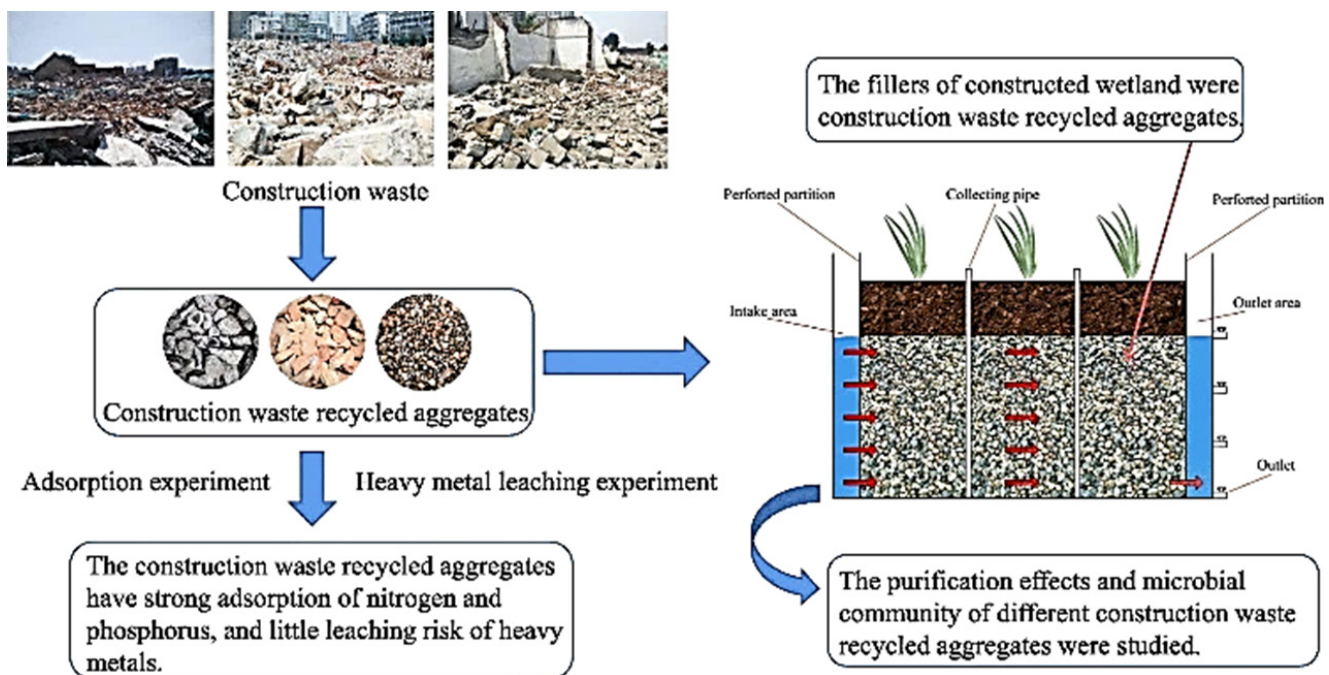 Construction waste
Construction waste recycled aggregates
Adsorption experiment
Heavy metal leaching experiment
The construction waste recycled aggregates
have strong adsorption of nitrogen and
phosphorus, and little leaching risk of heavy
metals.
The fillers of constructed wetland were
construction waste recycled aggregates.
Perforted partition
Collecting pipe
Perforted partition
Intake area
Outlet area
Outlet
The purification effects and microbial
community of different construction waste
recycled aggregates were studied.